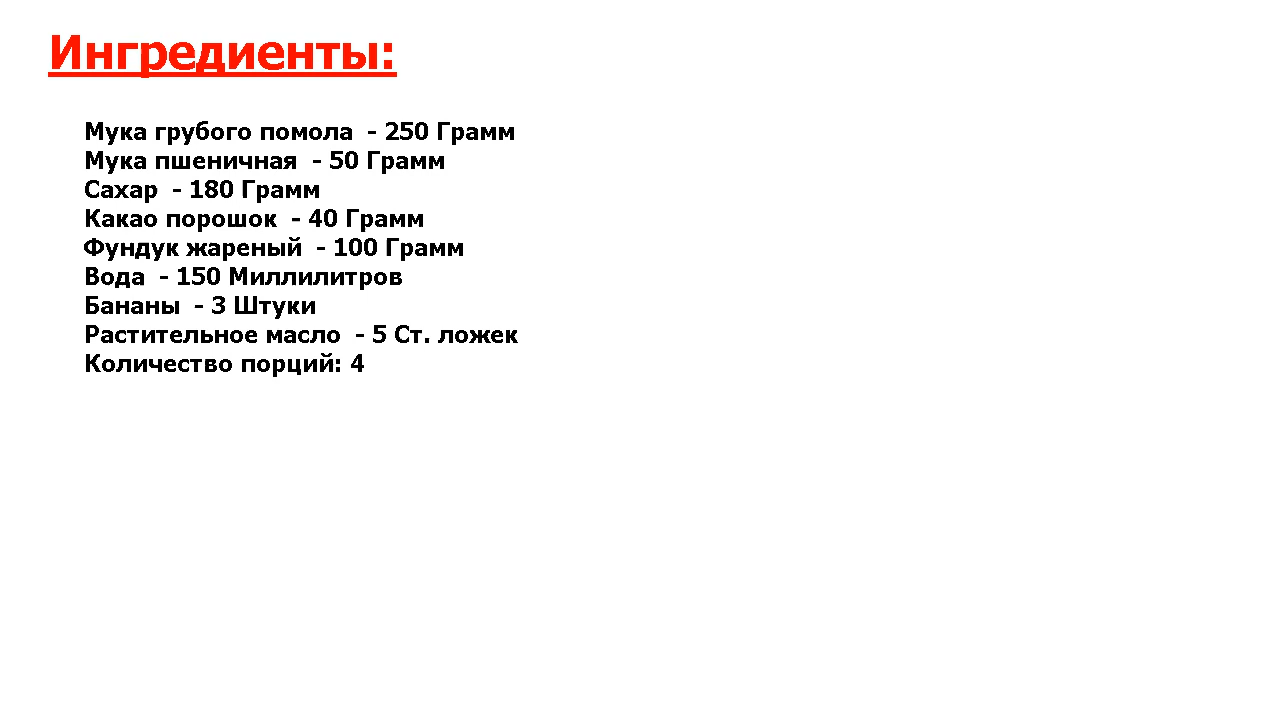 Ингредиенты:
Мука грубого помола  - 250 Грамм
Мука пшеничная  - 50 Грамм
Сахар  - 180 Грамм
Какао порошок  - 40 Грамм
Фундук жареный  - 100 Грамм
Вода  - 150 Миллилитров
Бананы  - 3 Штуки
Растительное масло  - 5 Ст. ложек
Количество порций: 4